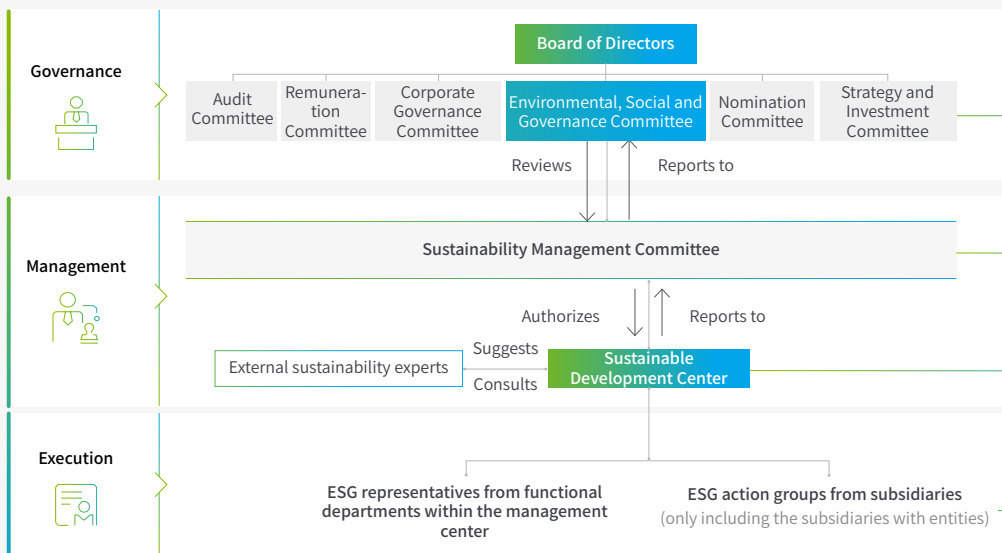 Governance
Board of Directors
Audit
Committee
Remunera-
tion
Committee
Corporate
Governance
Committee
Environmental, Social and
Governance Committee
Nomination
Committee
Strategy and
Investment
Committee
Reviews
Reports to
Management
Sustainability Management Committee
Authorizes
Reports to
External sustainability experts
Suggests
Consults
Sustainable
Development Center
Execution
ESG representatives from functional
departments within the management
center
ESG action groups from subsidiaries
(only including the subsidiaries with entities)